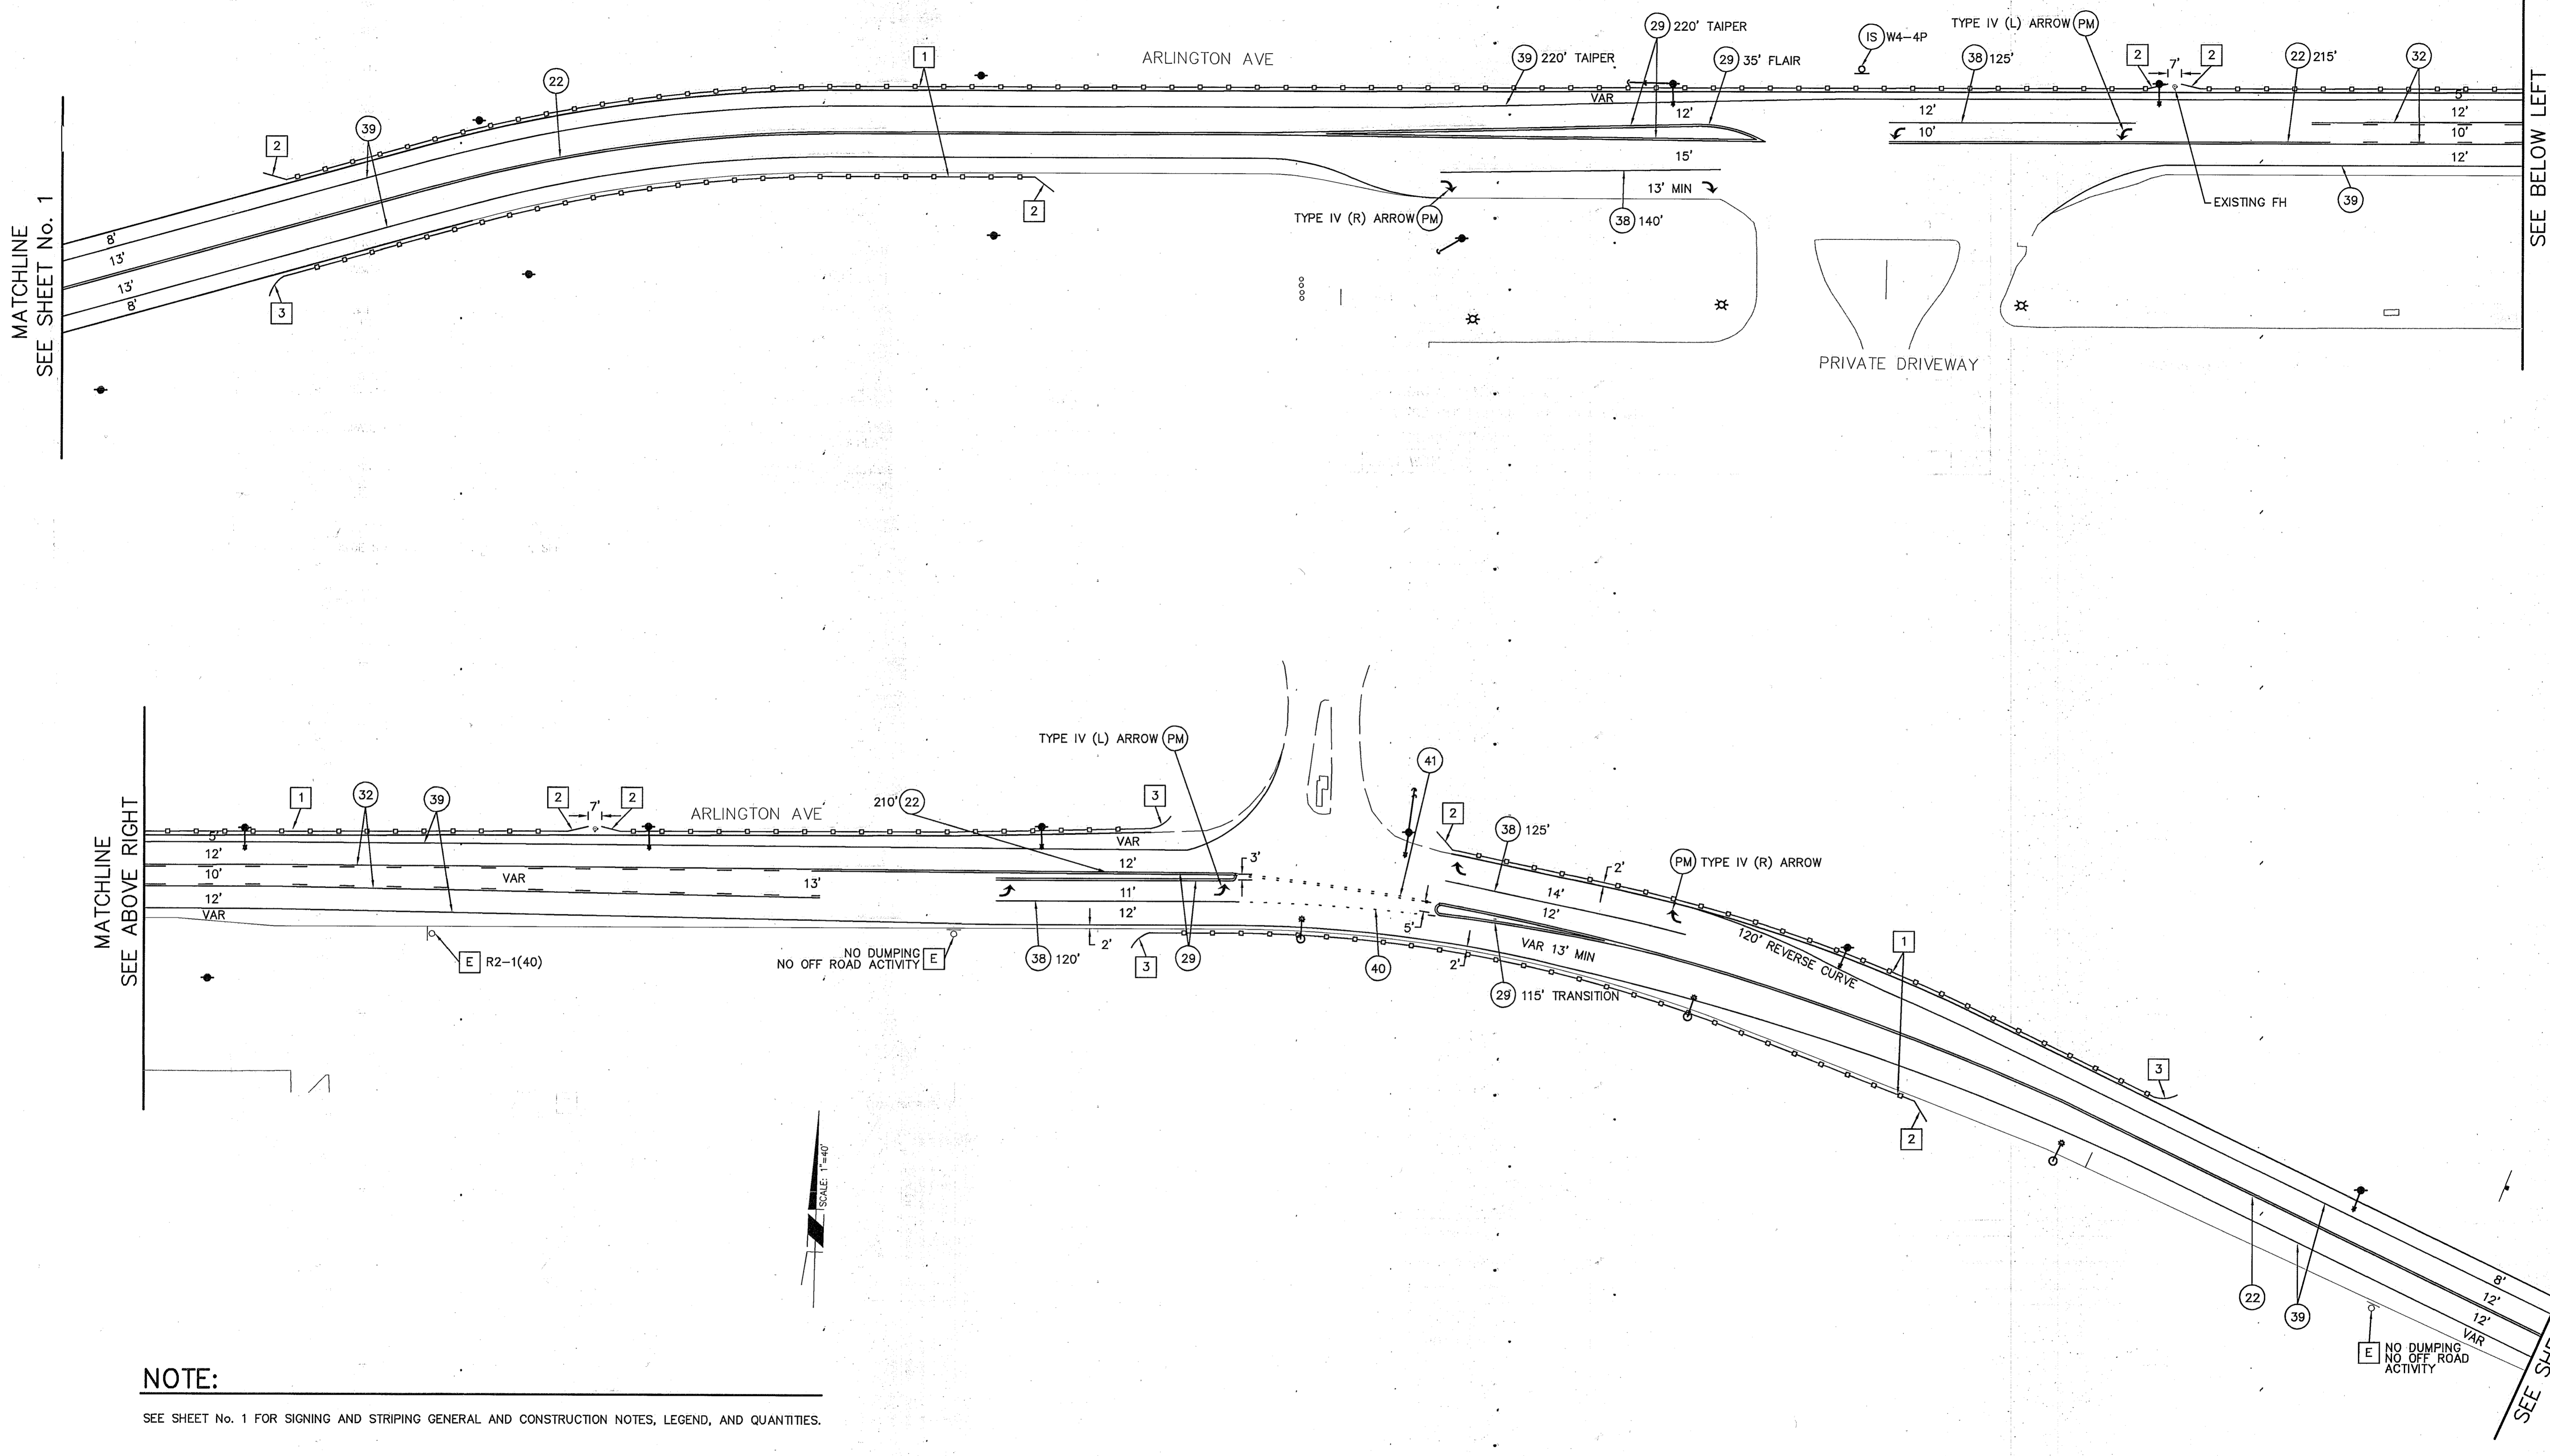 MATCHLINE
SEE SHEET No. 1
8'
13'
13'
8'
2
39
22
3
1
2
ARLINGTON AVE
39 220' TAIPER
29 220' TAIPER
29 35' FLAIR
VAR
12'
15'
13' MIN
TYPE IV (R) ARROW PM
38 140'
IS W4-4P
TYPE IV (L) ARROW PM
38 125'
2
7'
2
22 215'
32
12'
10'
5'
12'
10'
12'
EXISTING FH
39
PRIVATE DRIVEWAY
SEE BELOW LEFT
MATCHLINE
SEE ABOVE RIGHT
1
32
39
2
7'
2
ARLINGTON AVE
210' 22
TYPE IV (L) ARROW PM
3
5'
12'
10'
12'
VAR
VAR
13'
VAR
12'
3'
11'
12'
2'
E R2-1(40)
NO DUMPING
NO OFF ROAD ACTIVITY E
38 120'
3
29
40
41
2
38 125'
2'
PM TYPE IV (R) ARROW
14'
12'
5'
VAR 13' MIN
2'
29 115' TRANSITION
120' REVERSE CURVE
1
3
2
22
39
8'
12'
12'
VAR
E NO DUMPING
NO OFF ROAD
ACTIVITY
SEE
SCALE: 1"=40'
NOTE:
SEE SHEET No. 1 FOR SIGNING AND STRIPING GENERAL AND CONSTRUCTION NOTES, LEGEND, AND QUANTITIES.